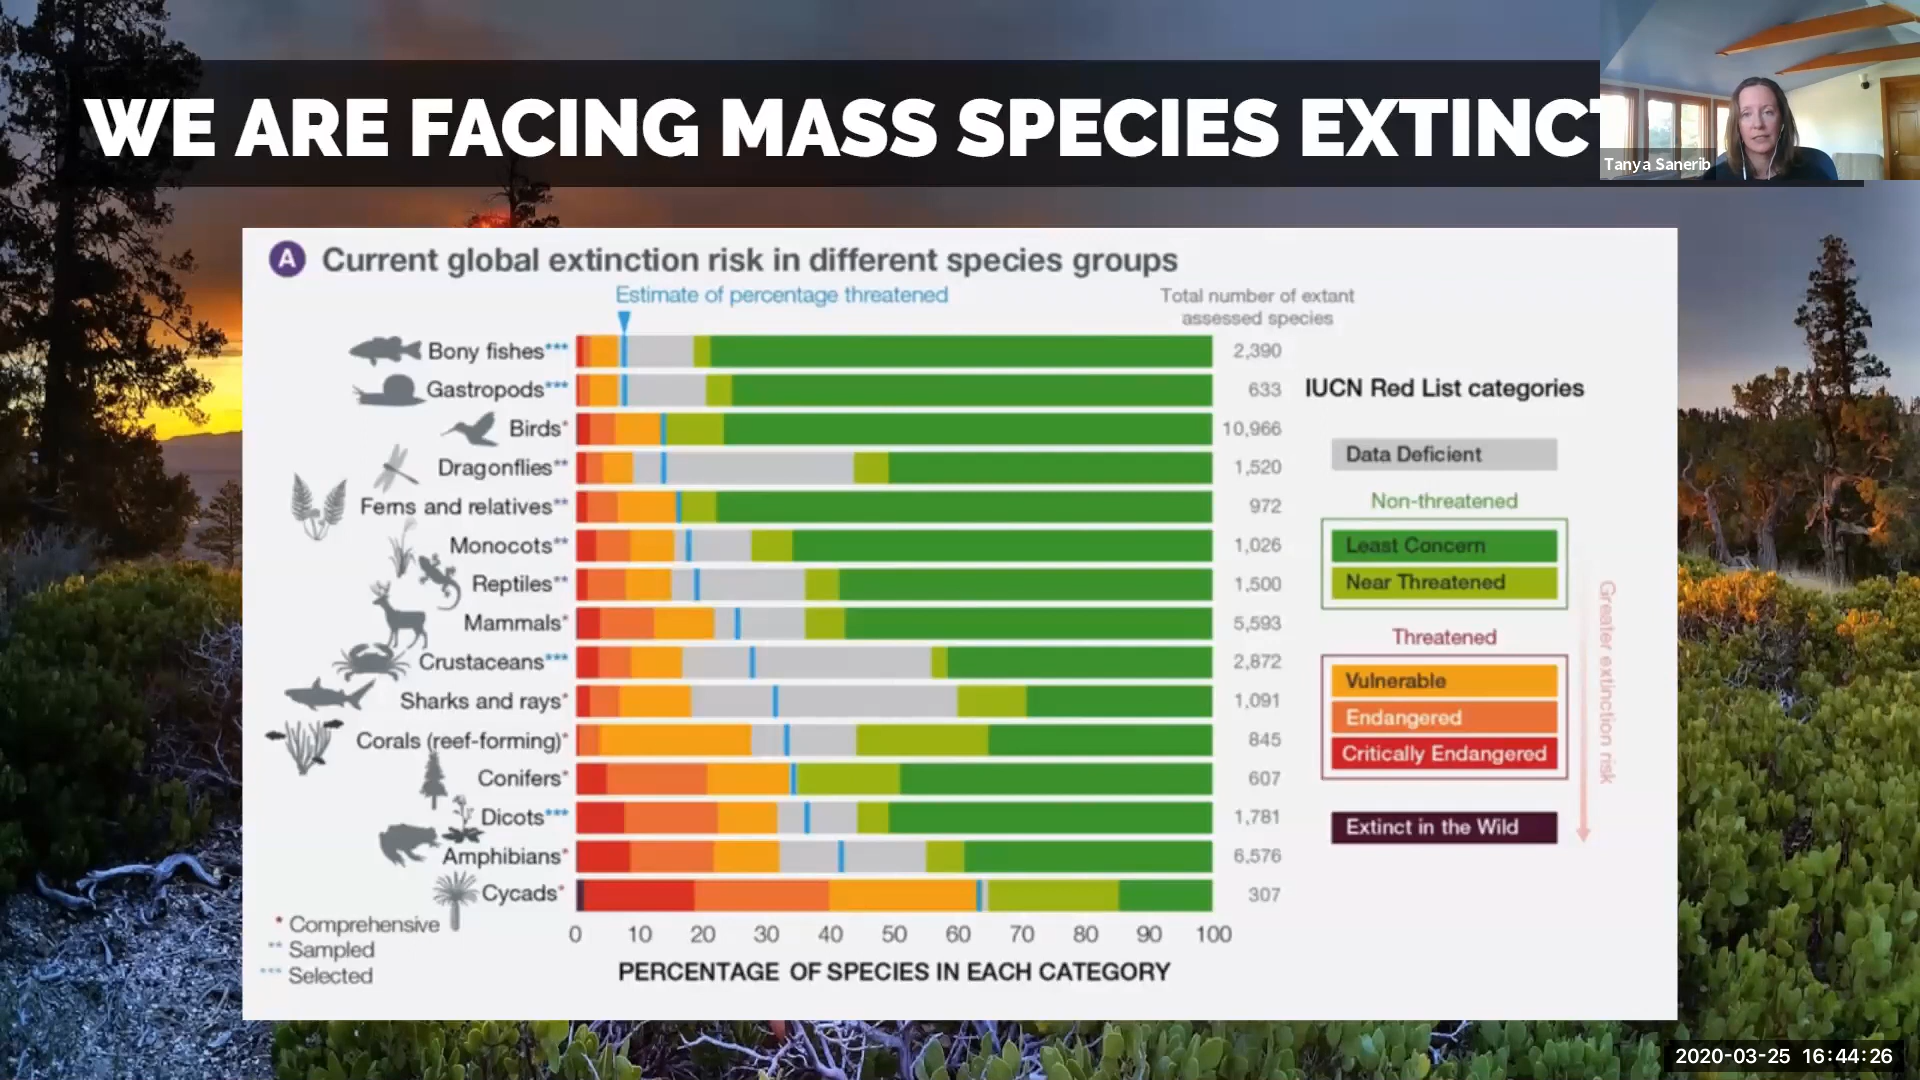 WE ARE FACING MASS SPECIES EXTINCT
Tanya Sanerib
A Current global extinction risk in different species groups
Estimate of percentage threatened
Total number of extant
assessed species
Bony fishes*** 2,390
Gastropods*** 633
Birds* 10,966
Dragonflies** 1,520
Ferns and relatives** 972
Monocots** 1,026
Reptiles** 1,500
Mammals* 5,593
Crustaceans*** 2,872
Sharks and rays* 1,091
Corals (reef-forming)* 845
Conifers* 607
Dicots*** 1,781
Amphibians* 6,576
Cycads* 307
* Comprehensive
** Sampled
*** Selected
0 10 20 30 40 50 60 70 80 90 100
PERCENTAGE OF SPECIES IN EACH CATEGORY
IUCN Red List categories
Data Deficient
Non-threatened
Least Concern
Near Threatened
Threatened
Vulnerable
Endangered
Critically Endangered
Extinct in the Wild
Greater extinction risk
2020-03-25 16:44:26